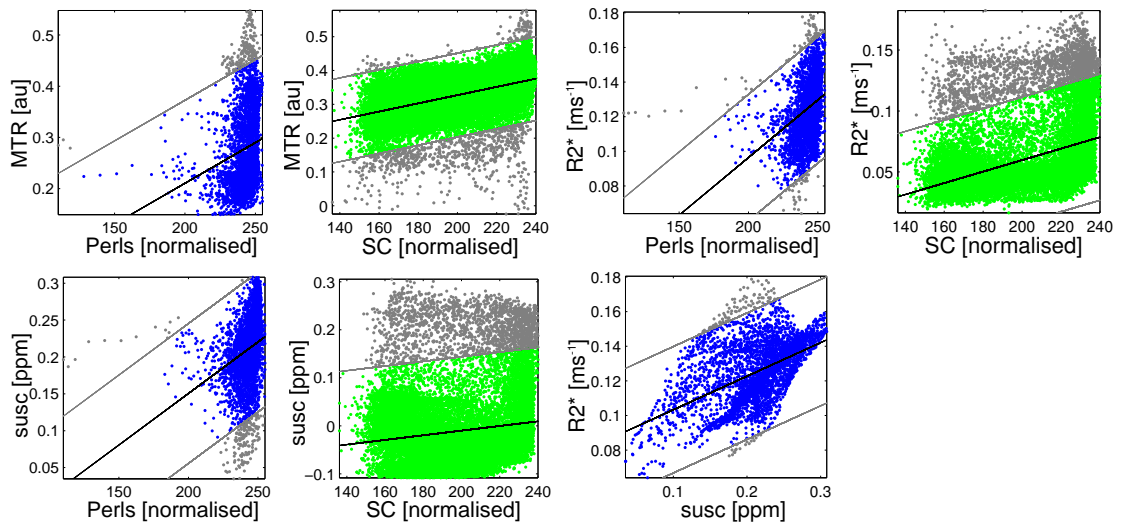 MTR [au]
0.5
0.4
0.3
0.2
150 200 250
Perls [normalised]
MTR [au]
0.5
0.4
0.3
0.2
0.1
0
140 160 180 200 220 240
SC [normalised]
R2* [ms-1]
0.18
0.16
0.14
0.12
0.1
0.08
150 200 250
Perls [normalised]
R2* [ms-1]
0.15
0.1
0.05
140 160 180 200 220 240
SC [normalised]
susc [ppm]
0.3
0.25
0.2
0.15
0.1
0.05
150 200 250
Perls [normalised]
susc [ppm]
0.3
0.2
0.1
0
−0.1
140 160 180 200 220 240
SC [normalised]
R2* [ms-1]
0.18
0.16
0.14
0.12
0.1
0.08
0.1 0.2 0.3
susc [ppm]